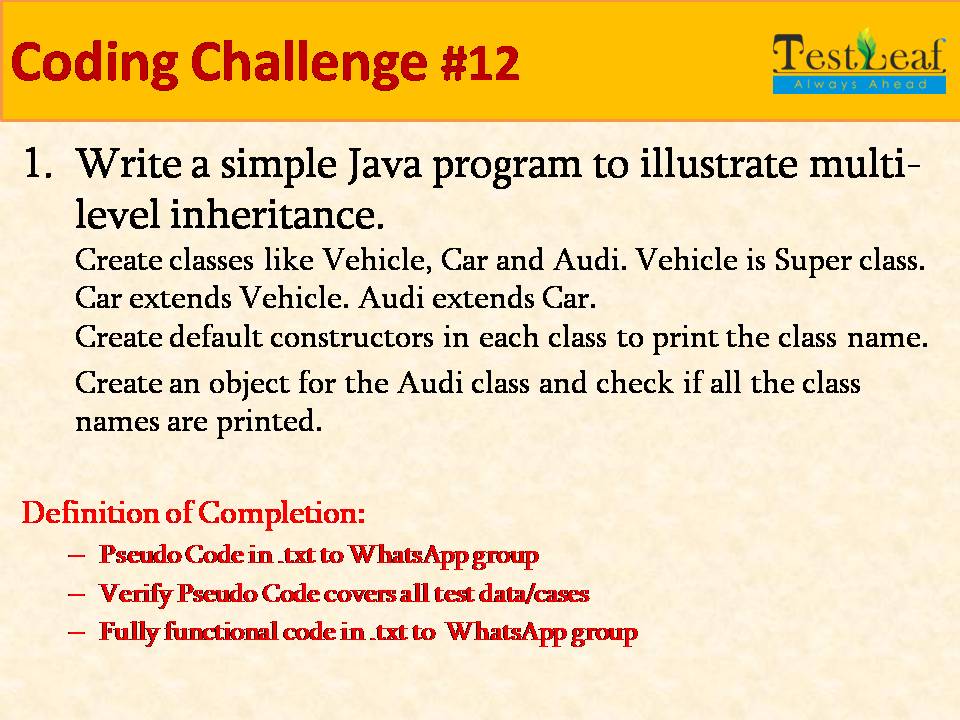 Coding Challenge #12
TestLeaf
Always Ahead
1. Write a simple Java program to illustrate multi-
level inheritance.
Create classes like Vehicle, Car and Audi. Vehicle is Super class.
Car extends Vehicle. Audi extends Car.
Create default constructors in each class to print the class name.
Create an object for the Audi class and check if all the class
names are printed.
Definition of Completion:
– Pseudo Code in .txt to WhatsApp group
– Verify Pseudo Code covers all test data/cases
– Fully functional code in .txt to WhatsApp group